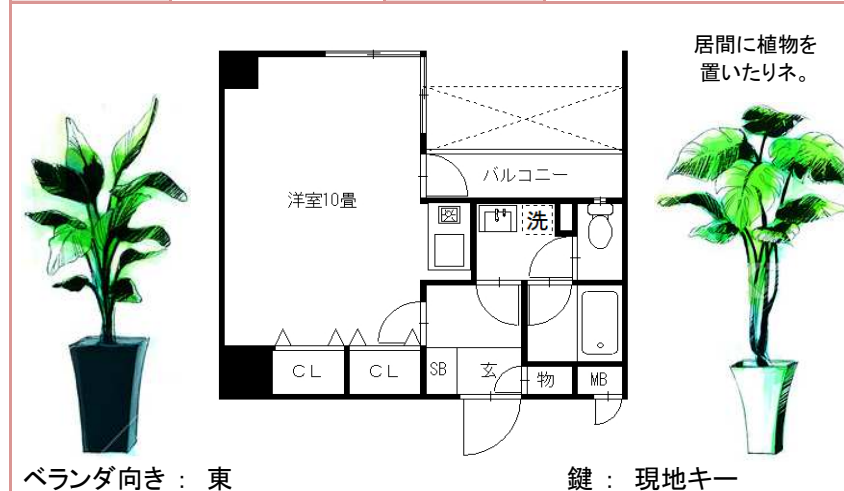 居間に植物を
置いたりネ。
バルコニー
洋室10畳
洗
CL
CL
SB
玄
物
MB
ベランダ向き : 東
鍵 : 現地キー